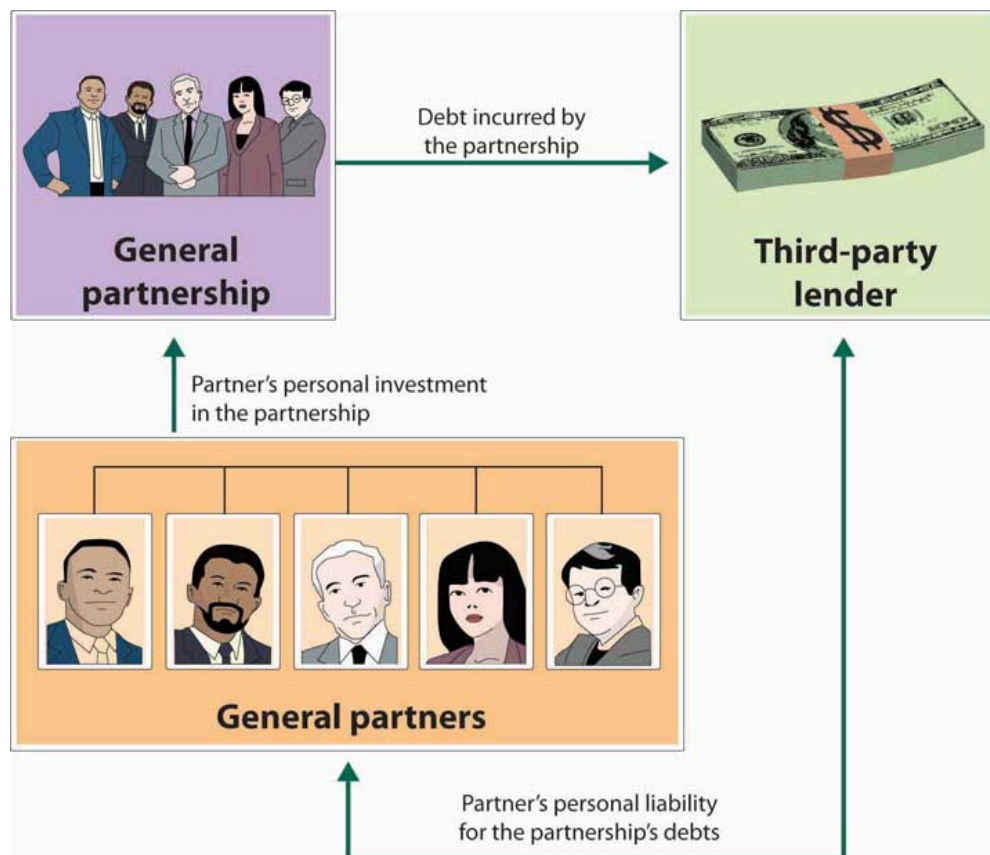 Debt incurred by
the partnership
General
partnership
Third-party
lender
Partner’s personal investment
in the partnership
General partners
Partner’s personal liability
for the partnership’s debts